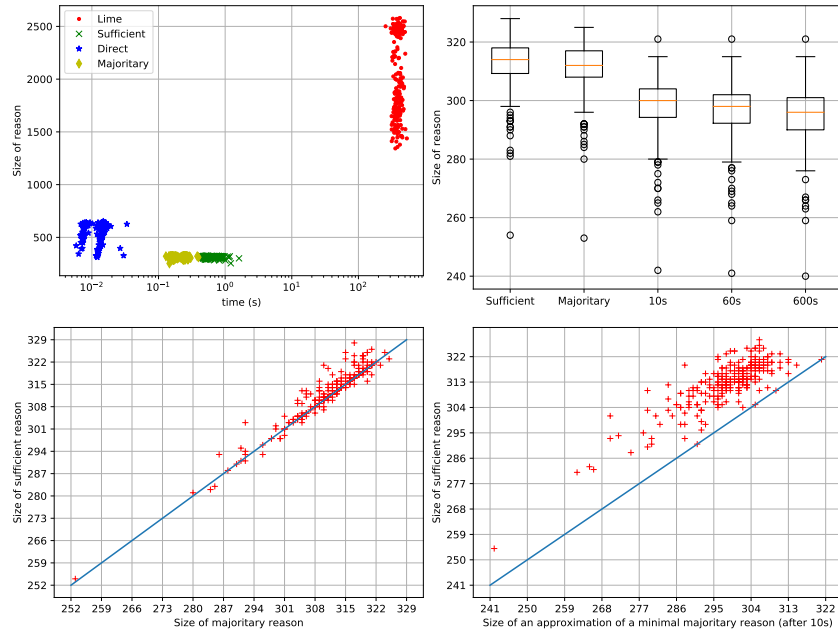 Lime
Sufficient
Direct
Majoritary
2500
2000
1500
1000
500
Size of reason
10⁻²
10⁻¹
10⁰
10¹
10²
time (s)
320
300
280
260
240
Size of reason
Sufficient
Majoritary
10s
60s
600s
329
322
315
308
301
294
287
280
273
266
259
252
Size of sufficient reason
252 259 266 273 280 287 294 301 308 315 322 329
Size of majoritary reason
322
313
304
295
286
277
268
259
250
241
Size of sufficient reason
241 250 259 268 277 286 295 304 313 322
Size of an approximation of a minimal majoritary reason (after 10s)